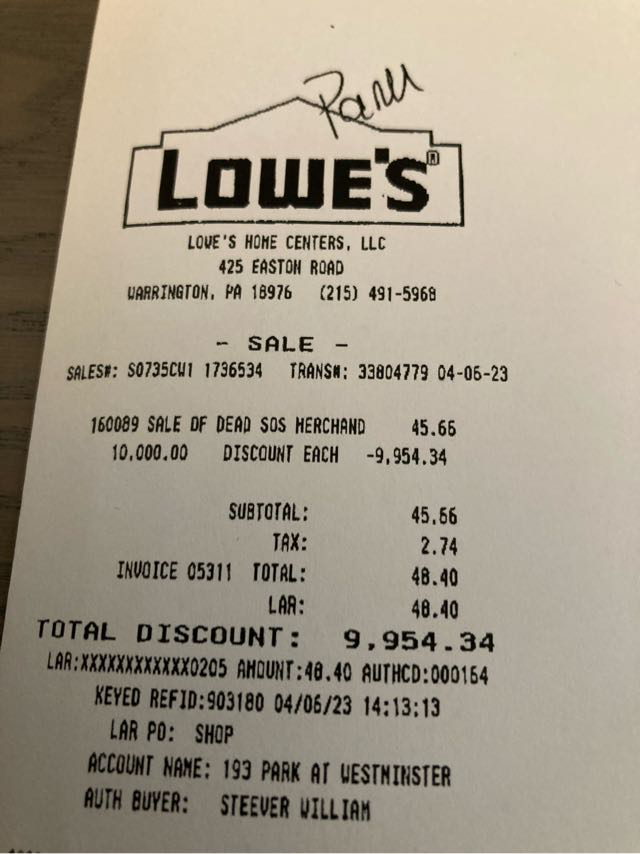 LOWE'S®
LOWE'S HOME CENTERS, LLC
425 EASTON ROAD
WARRINGTON, PA 18976 (215) 491-5968
- SALE -
SALES#: S0735CW1 1736534 TRANS#: 33804779 04-06-23
160089 SALE OF DEAD SOS MERCHAND 45.66
10,000.00 DISCOUNT EACH -9,954.34
SUBTOTAL: 45.66
TAX: 2.74
INVOICE 05311 TOTAL: 48.40
LAR: 48.40
TOTAL DISCOUNT: 9,954.34
LAR:XXXXXXXXXXXX0205 AMOUNT:48.40 AUTHCD:000164
KEYED REFID:903180 04/06/23 14:13:13
LAR PO: SHOP
ACCOUNT NAME: 193 PARK AT WESTMINSTER
AUTH BUYER: STEEVER WILLIAM